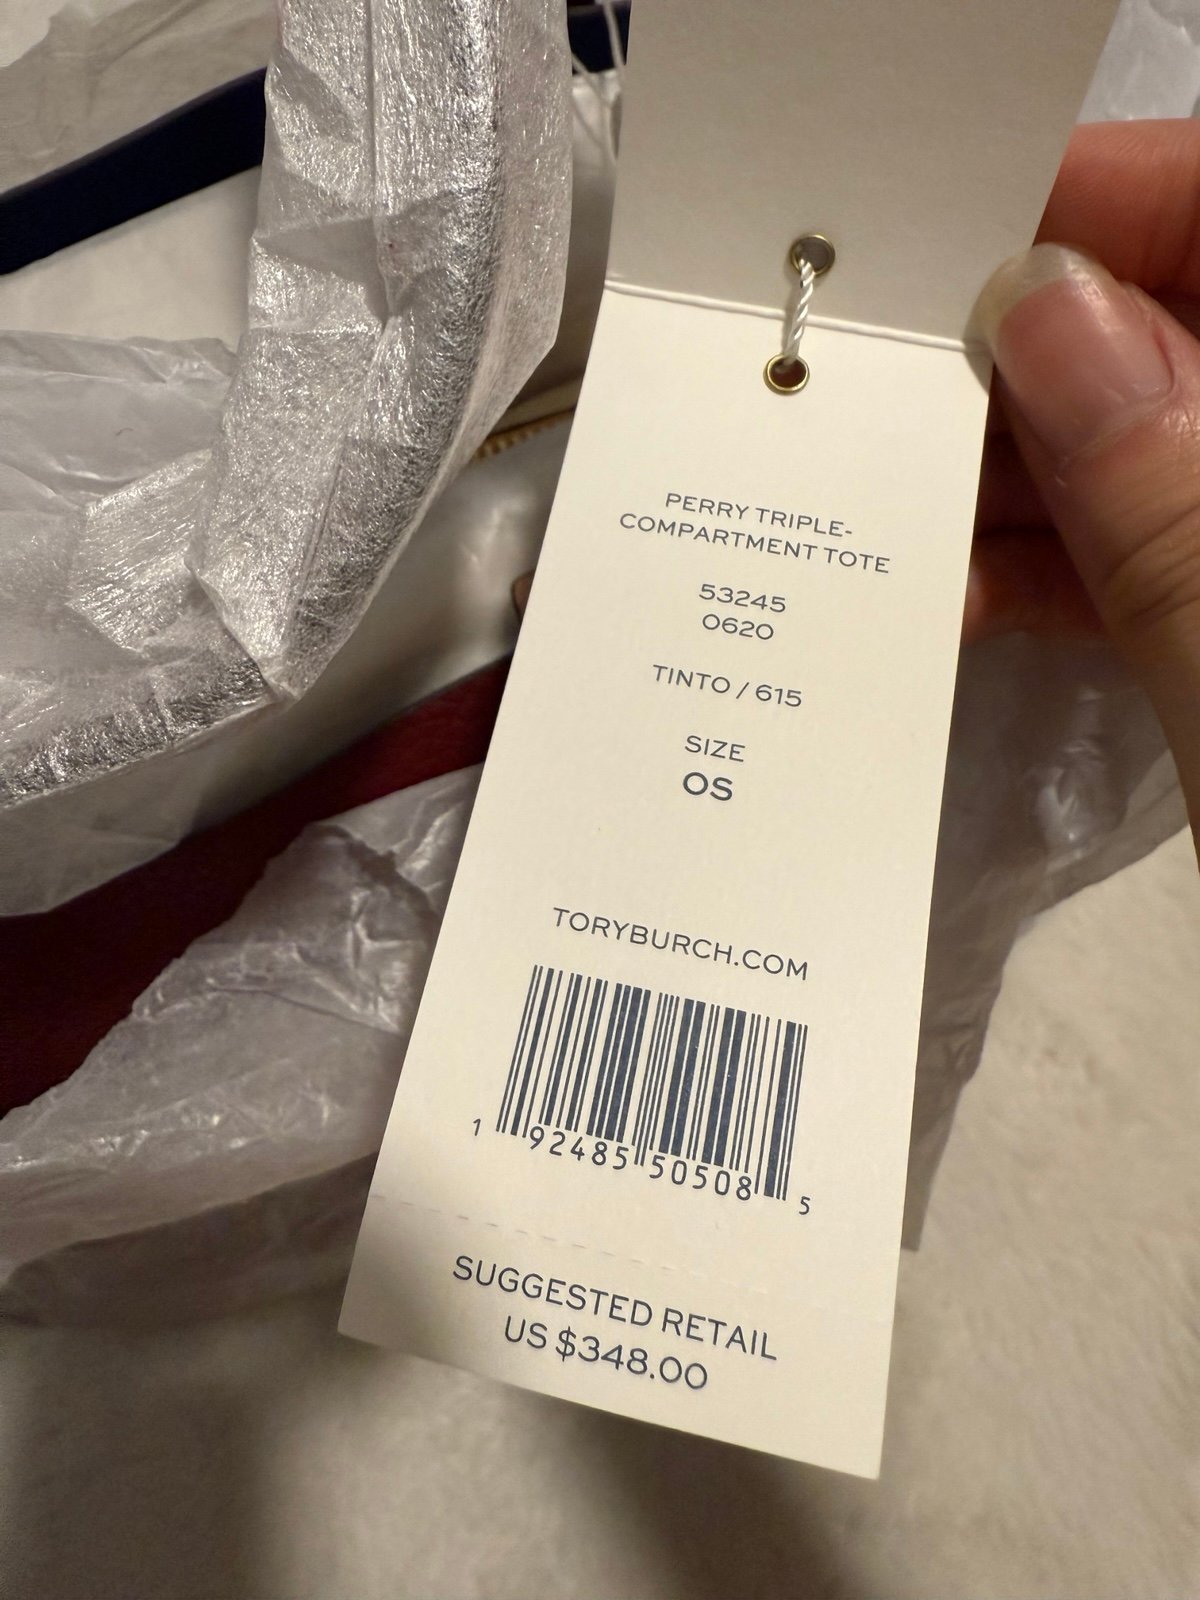 PERRY TRIPLE-
COMPARTMENT TOTE
53245
0620
TINTO / 615
SIZE
OS
TORYBURCH.COM
1 92485 50508 5
SUGGESTED RETAIL
US $348.00